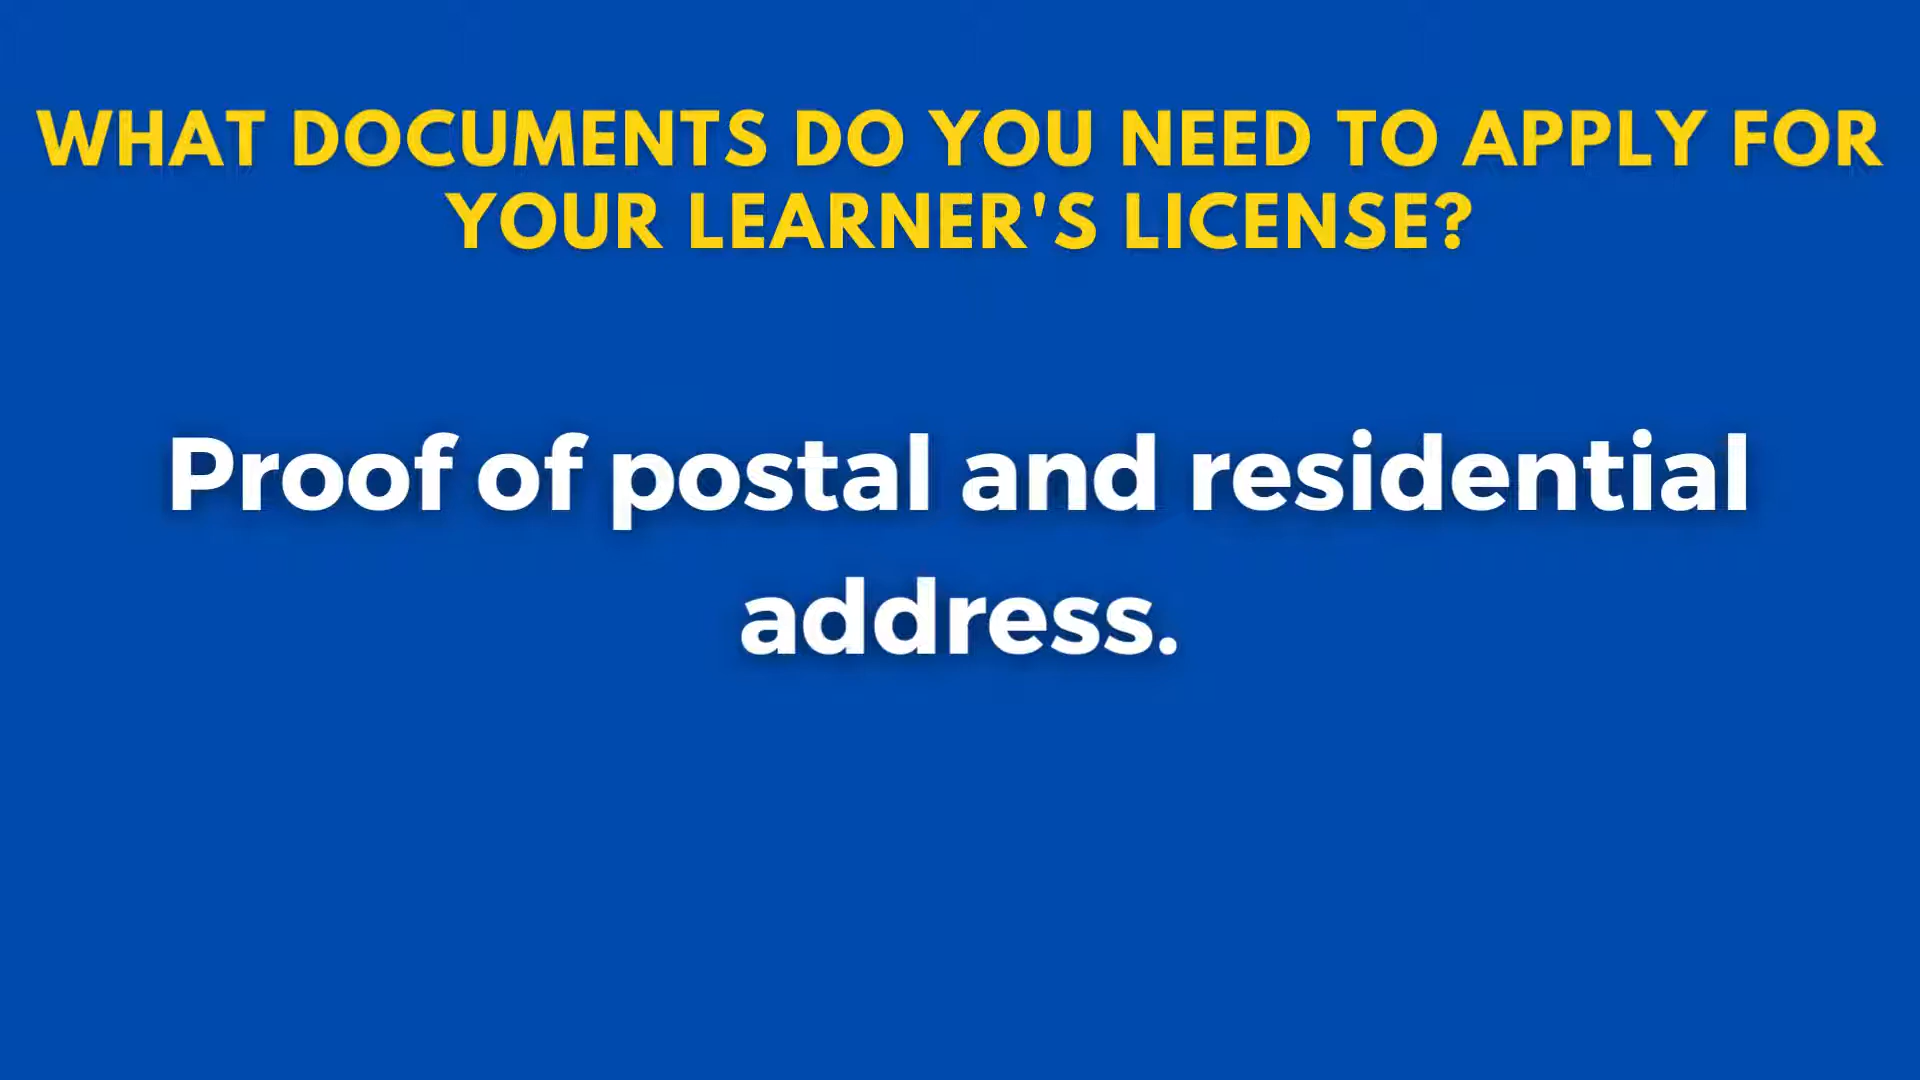 WHAT DOCUMENTS DO YOU NEED TO APPLY FOR
YOUR LEARNER'S LICENSE?
Proof of postal and residential
address.